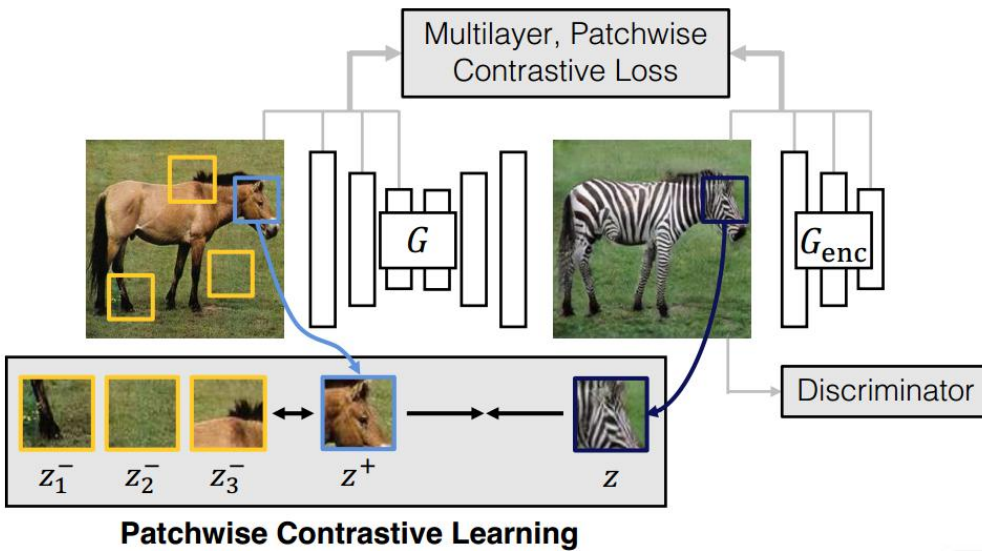 Multilayer, Patchwise
Contrastive Loss
G
G_enc
Discriminator
z_1^- z_2^- z_3^- z^+ z
Patchwise Contrastive Learning